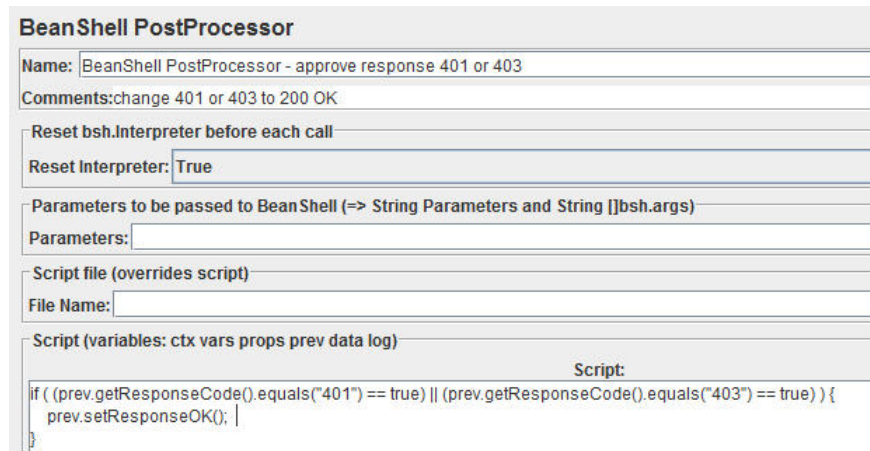 BeanShell PostProcessor
Name: BeanShell PostProcessor - approve response 401 or 403
Comments:change 401 or 403 to 200 OK
Reset bsh.Interpreter before each call
Reset Interpreter: True
Parameters to be passed to BeanShell (=> String Parameters and String []bsh.args)
Parameters:
Script file (overrides script)
File Name:
Script (variables: ctx vars props prev data log)
Script:
if ( (prev.getResponseCode().equals("401") == true) || (prev.getResponseCode().equals("403") == true) ) {
prev.setResponseOK();
}